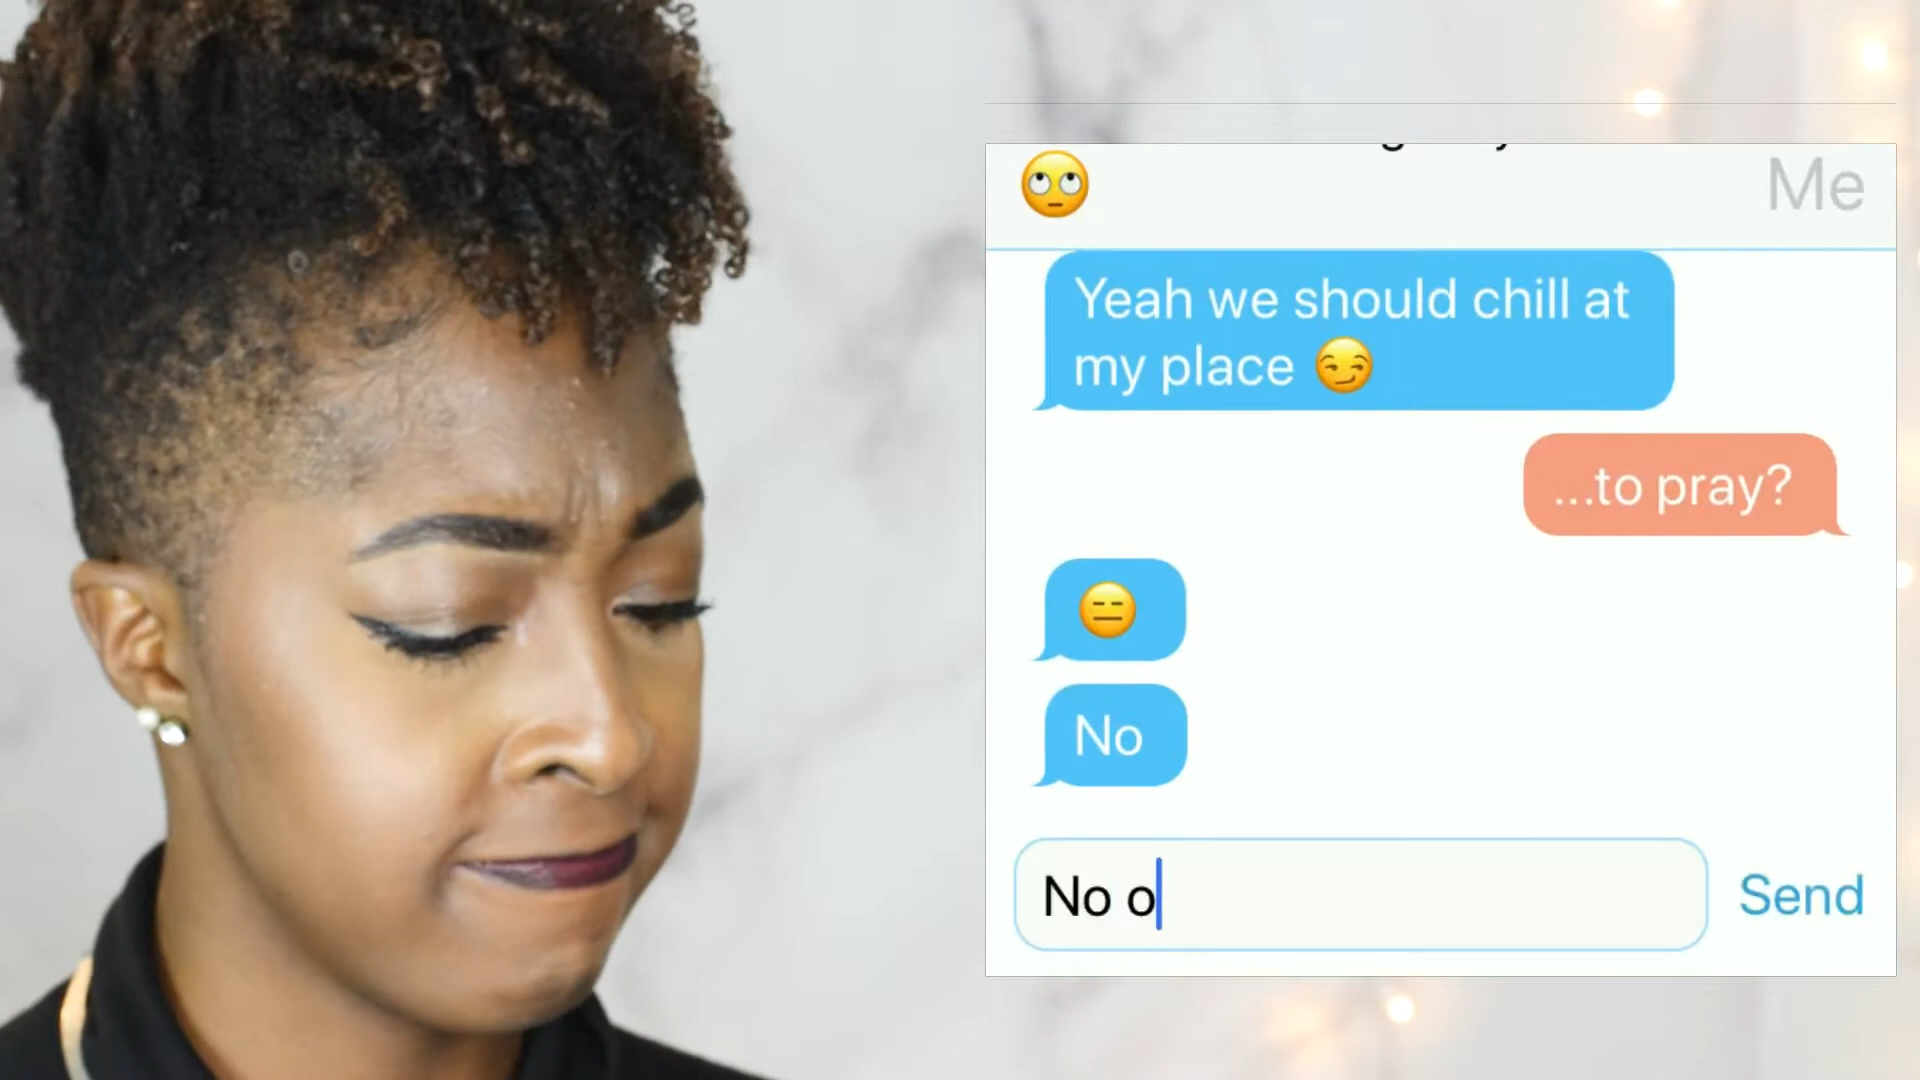 Me
Yeah we should chill at
my place 😏
...to pray?
😑
No
No o
Send